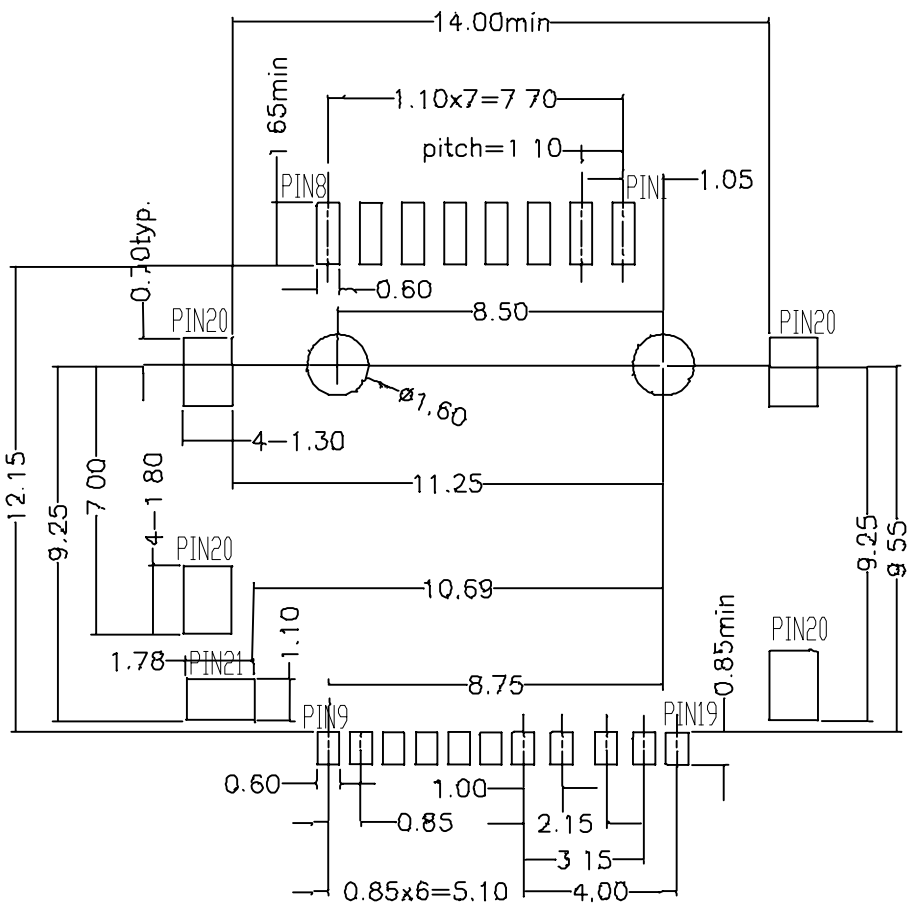 14.00min
1.10x7=7 70
1 65min
pitch=1 10
PIN8
PIN1
1.05
0.70typ.
0.60
8.50
PIN20
PIN20
ø1.60
4-1.30
12.15
7 00
4-1 80
11.25
9.25
9.25
9 55
PIN20
10.69
0.85min
1.10
PIN20
1.78
PIN21
8.75
PIN9
PIN19
0.60
1.00
0.85
2.15
3 15
0.85x6=5.10
4.00